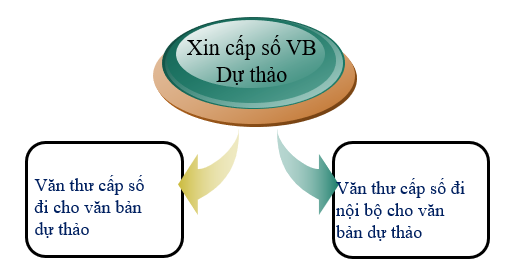 Xin cấp số VB
Dự thảo
Văn thư cấp số
đi cho văn bản
dự thảo
Văn thư cấp số đi
nội bộ cho văn
bản dự thảo